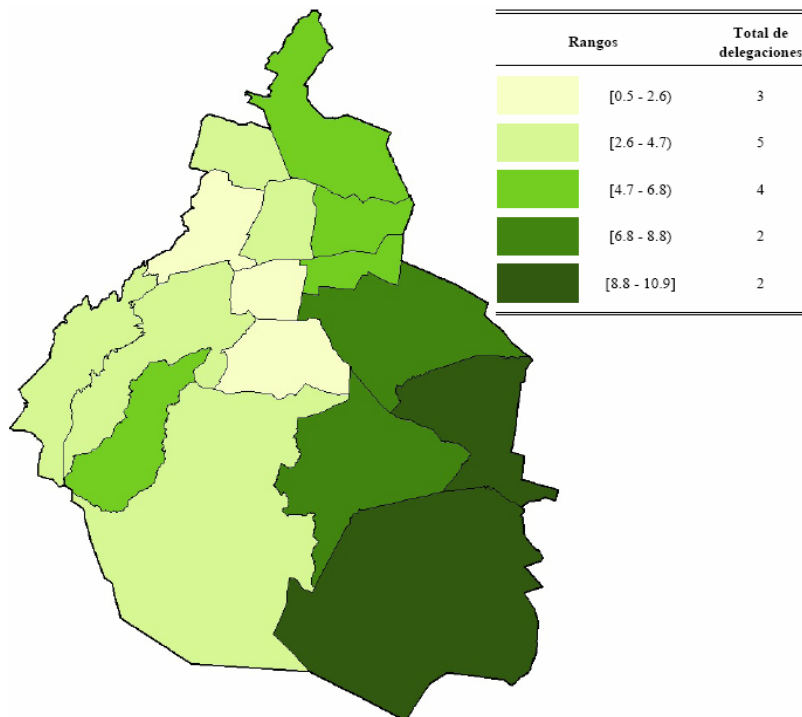 Rangos Total de delegaciones
[0.5 - 2.6) 3
[2.6 - 4.7) 5
[4.7 - 6.8) 4
[6.8 - 8.8) 2
[8.8 - 10.9] 2